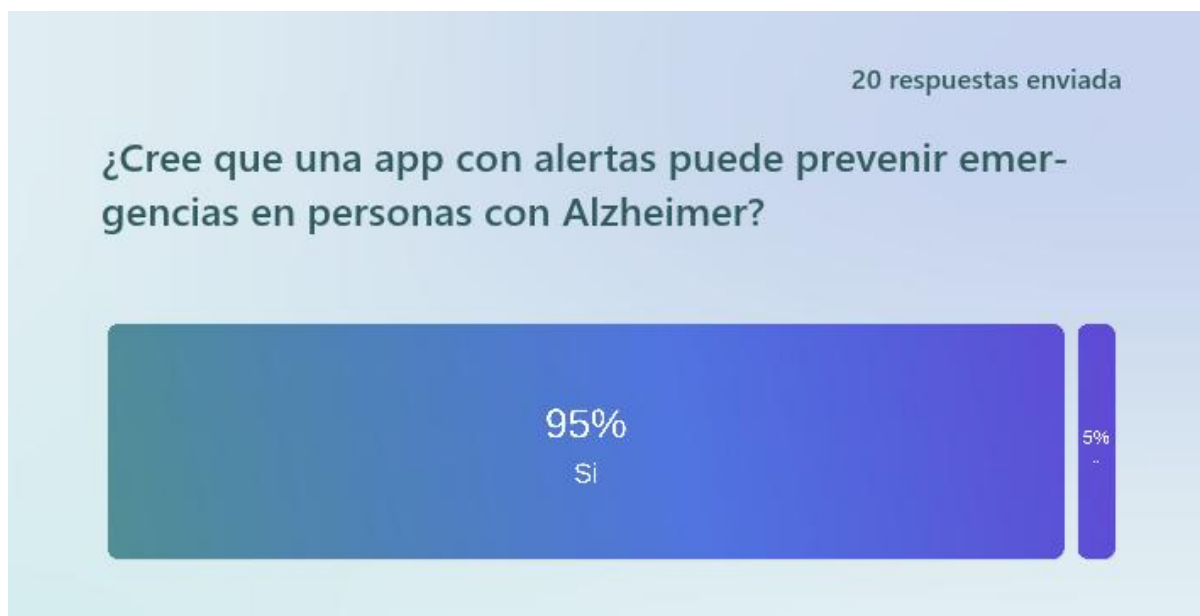 20 respuestas enviada
¿Cree que una app con alertas puede prevenir emer-
gencias en personas con Alzheimer?
95%
Si
5%
..